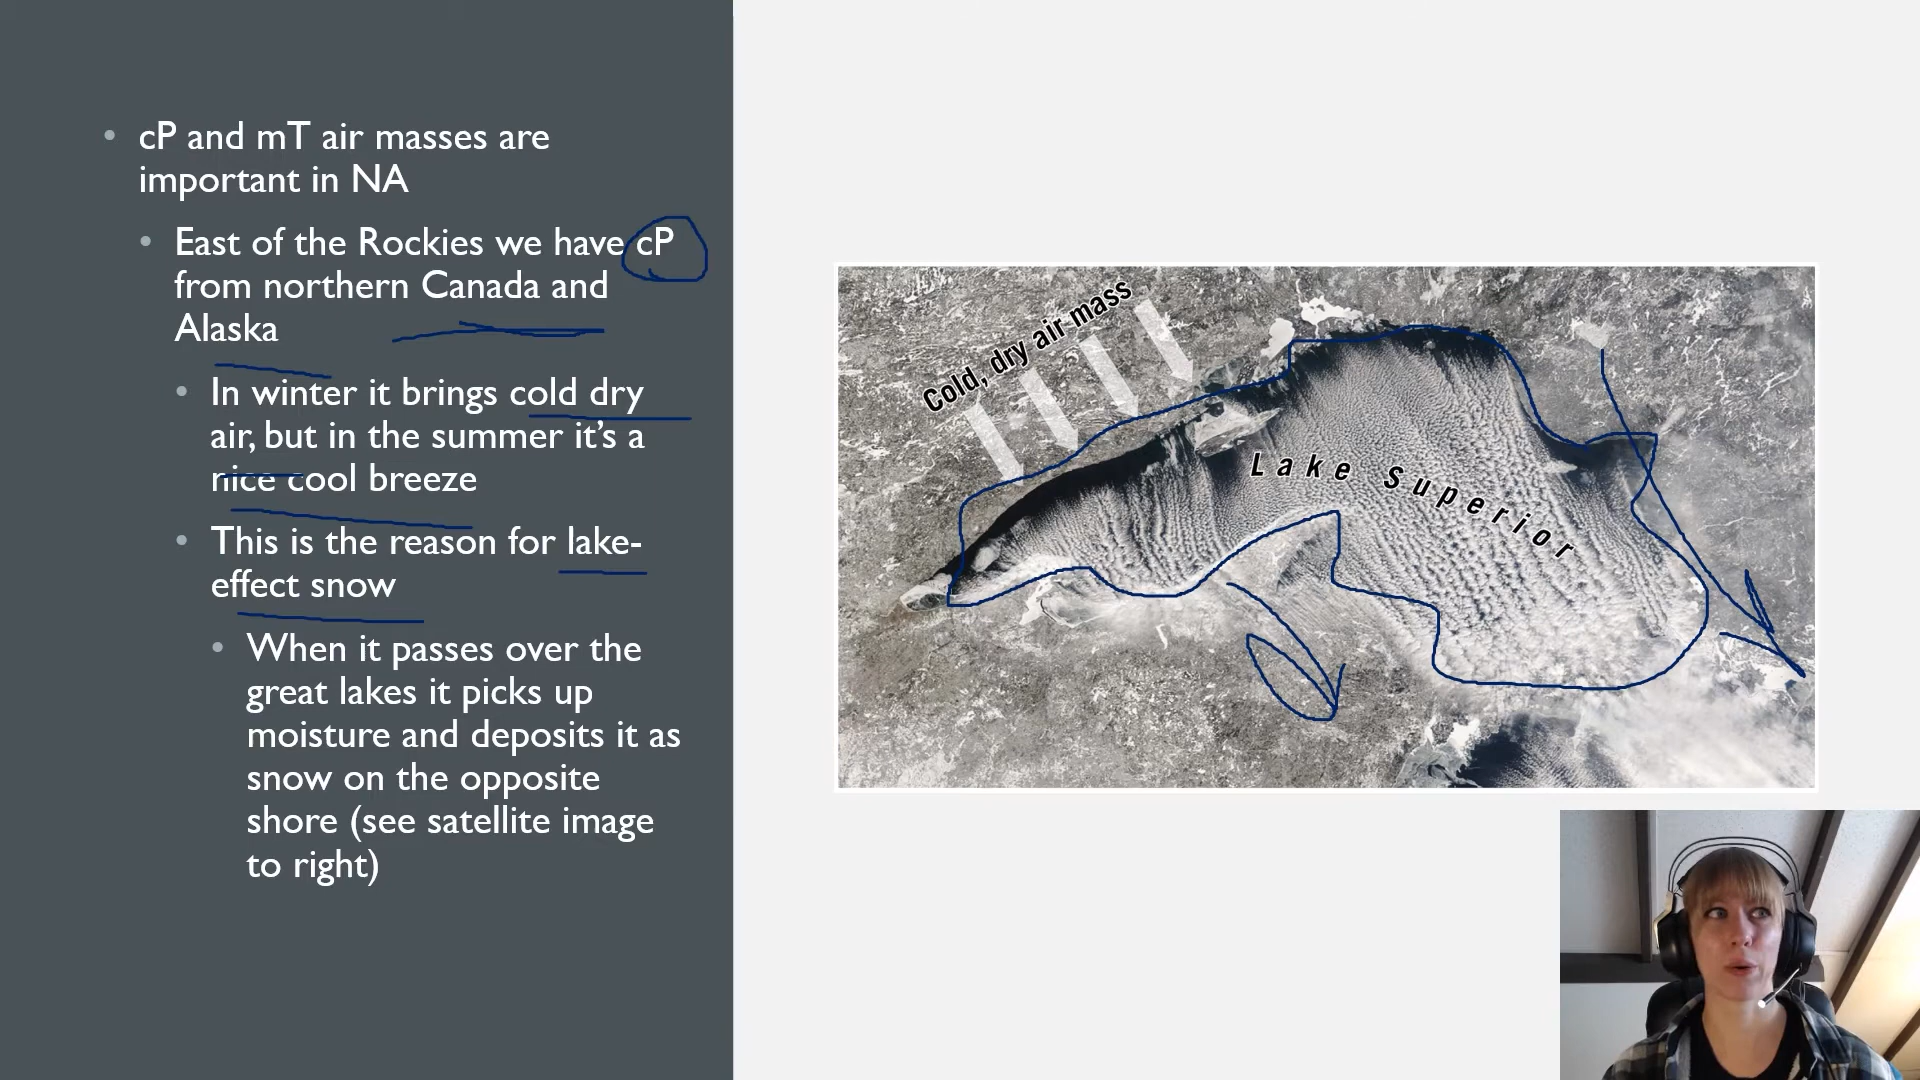 cP and mT air masses are
important in NA
East of the Rockies we have cP
from northern Canada and
Alaska
In winter it brings cold dry
air, but in the summer it's a
nice cool breeze
This is the reason for lake-
effect snow
When it passes over the
great lakes it picks up
moisture and deposits it as
snow on the opposite
shore (see satellite image
to right)
Cold, dry air mass
Lake Superior